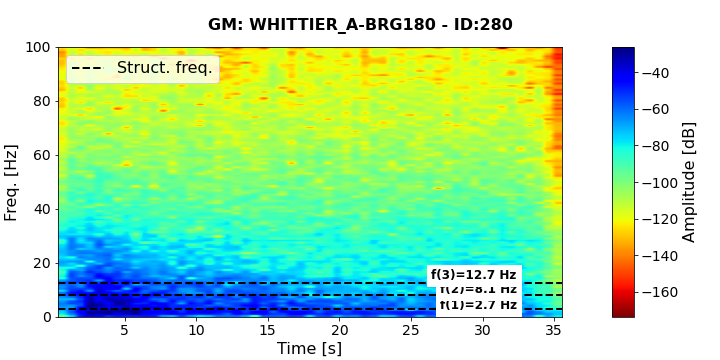 GM: WHITTIER_A-BRG180 - ID:280
100
80
60
40
20
0
Freq. [Hz]
Struct. freq.
f(3)=12.7 Hz
f(2)=8.1 Hz
f(1)=2.7 Hz
5 10 15 20 25 30 35
Time [s]
−40
−60
−80
−100
−120
−140
−160
Amplitude [dB]